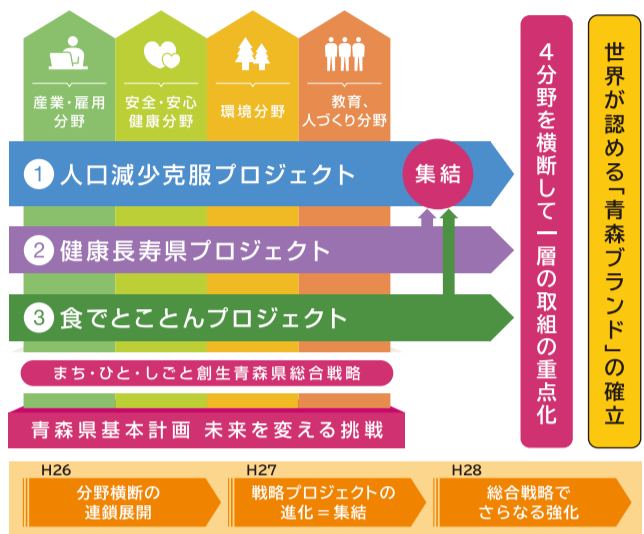 産業・雇用
分野
安全・安心
健康分野
環境分野
教育、
人づくり分野
1 人口減少克服プロジェクト
集結
2 健康長寿県プロジェクト
3 食でとことんプロジェクト
まち・ひと・しごと創生青森県総合戦略
青森県基本計画 未来を変える挑戦
4分野を横断して一層の取組の重点化
世界が認める「青森ブランド」の確立
H26
分野横断の
連鎖展開
H27
戦略プロジェクトの
進化＝集結
H28
総合戦略で
さらなる強化